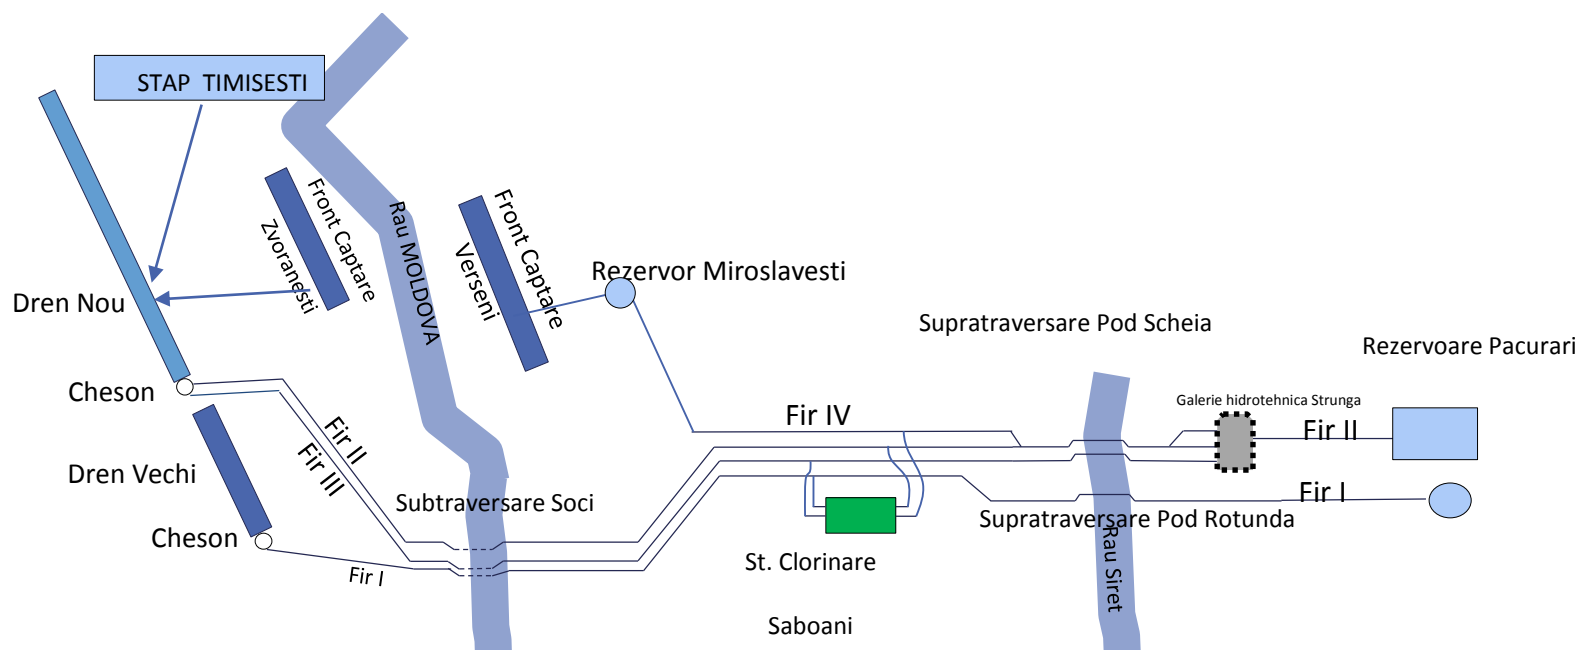 STAP TIMISESTI
Front Captare
Zvoranesti
Rau MOLDOVA
Front Captare
Verseni
Rezervor Miroslavesti
Dren Nou
Supratraversare Pod Scheia
Rezervoare Pacurari
Cheson
Galerie hidrotehnica Strunga
Fir IV
Fir II
Fir II
Fir III
Dren Vechi
Subtraversare Soci
Fir I
Supratraversare Pod Rotunda
Cheson
St. Clorinare
Fir I
Rau Siret
Saboani